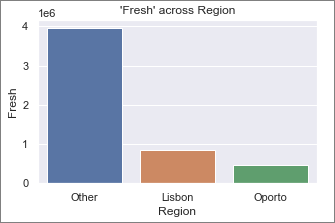 'Fresh' across Region
1e6
4
3
2
1
0
Fresh
Other Lisbon Oporto
Region